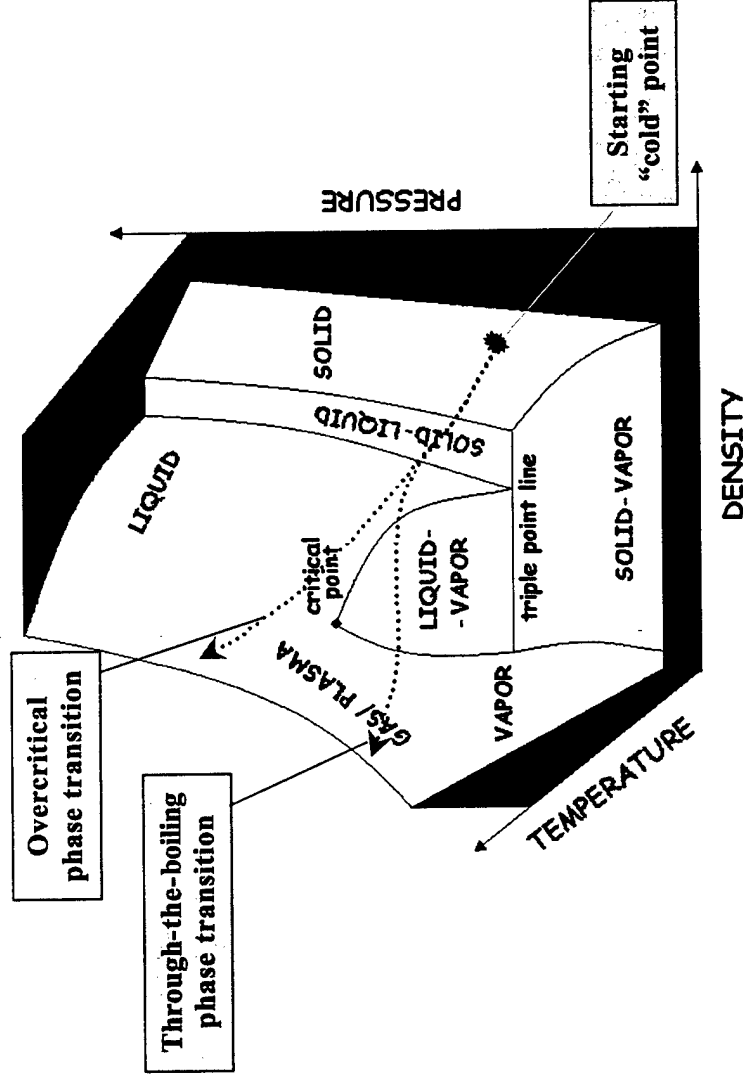 Overcritical
phase transition
Through-the-boiling
phase transition
Starting
“cold” point
PRESSURE
SOLID
SOLID-LIQUID
LIQUID
critical
point
LIQUID-
-VAPOR
GAS/PLASMA
triple point line
VAPOR
SOLID-VAPOR
TEMPERATURE
DENSITY